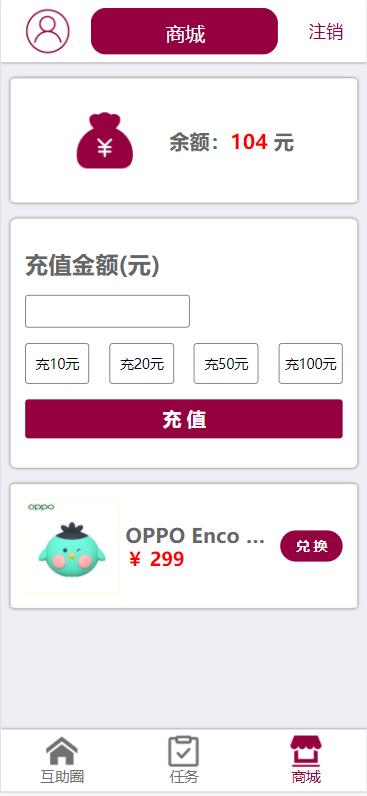 商城
注销
余额：104 元
充值金额(元)
充10元
充20元
充50元
充100元
充 值
oppo
OPPO Enco ...
¥ 299
兑 换
互助圈
任务
商城